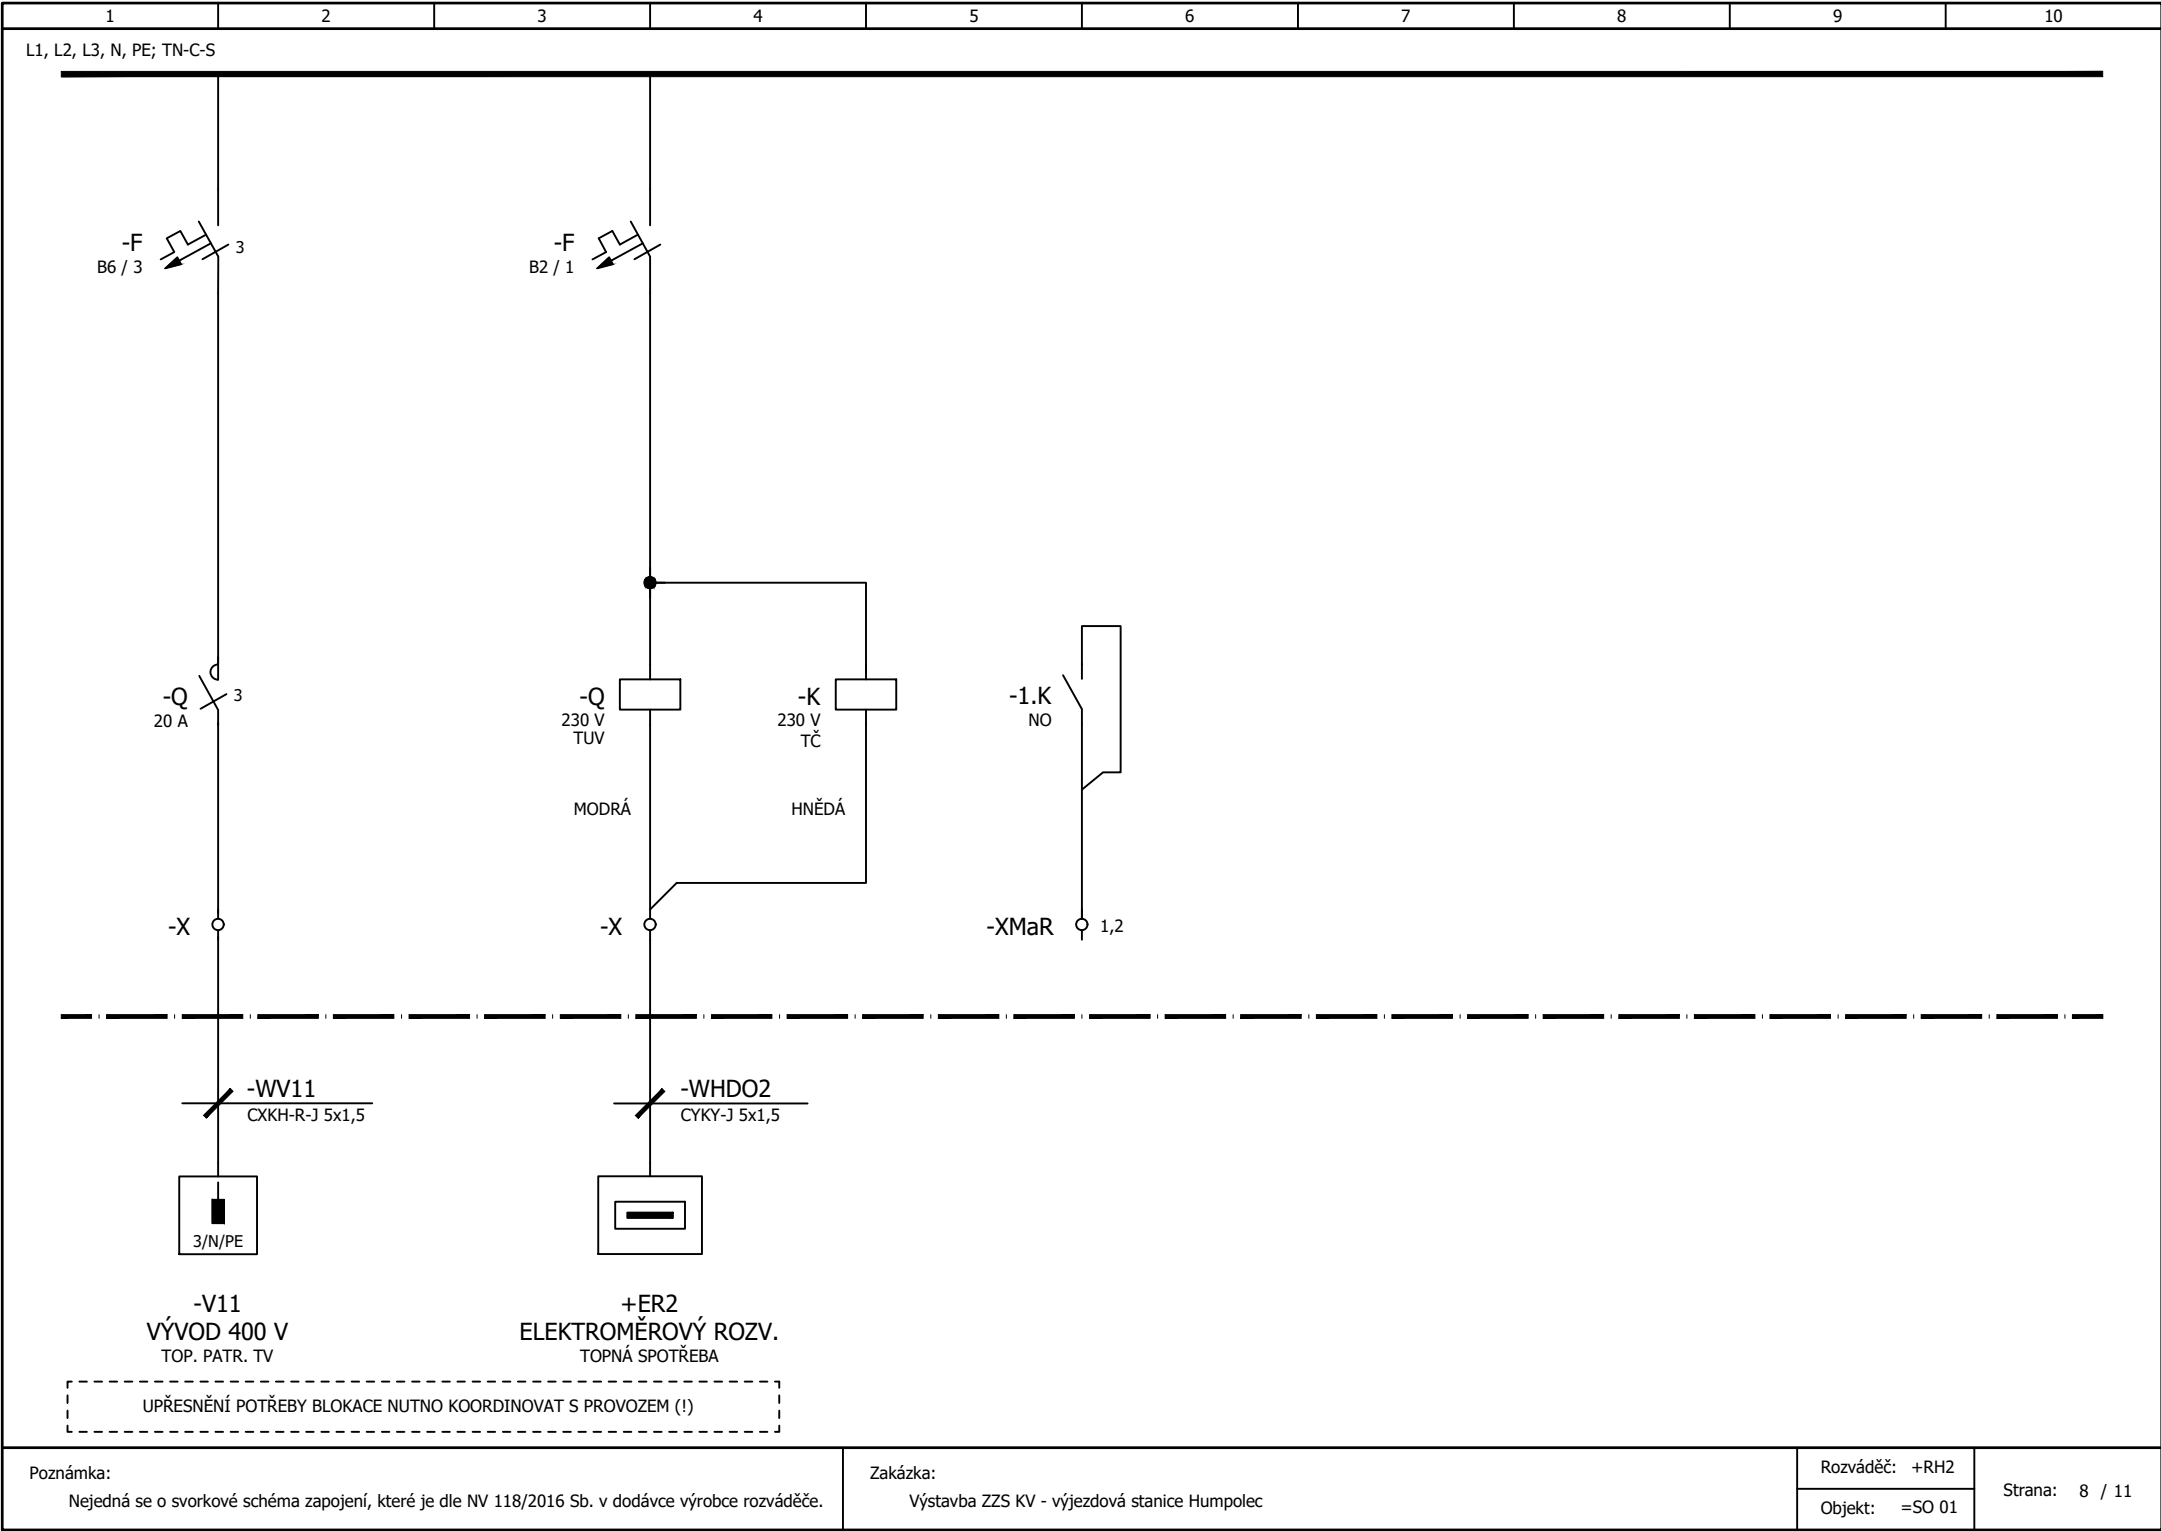 1 2 3 4 5 6 7 8 9 10
L1, L2, L3, N, PE; TN-C-S
-F 3
B6 / 3
-F
B2 / 1
-Q 3
20 A
-Q
230 V
TUV
-K
230 V
TČ
-1.K
NO
MODRÁ
HNĚDÁ
-X
-X
-XMaR 1,2
-WV11
CXKH-R-J 5x1,5
-WHDO2
CYKY-J 5x1,5
3/N/PE
-V11
VÝVOD 400 V
TOP. PATR. TV
+ER2
ELEKTROMĚROVÝ ROZV.
TOPNÁ SPOTŘEBA
UPŘESNĚNÍ POTŘEBY BLOKACE NUTNO KOORDINOVAT S PROVOZEM (!)
Poznámka:
Nejedná se o svorkové schéma zapojení, které je dle NV 118/2016 Sb. v dodávce výrobce rozváděče.
Zakázka:
Výstavba ZZS KV - výjezdová stanice Humpolec
Rozváděč: +RH2
Objekt: =SO 01
Strana: 8 / 11